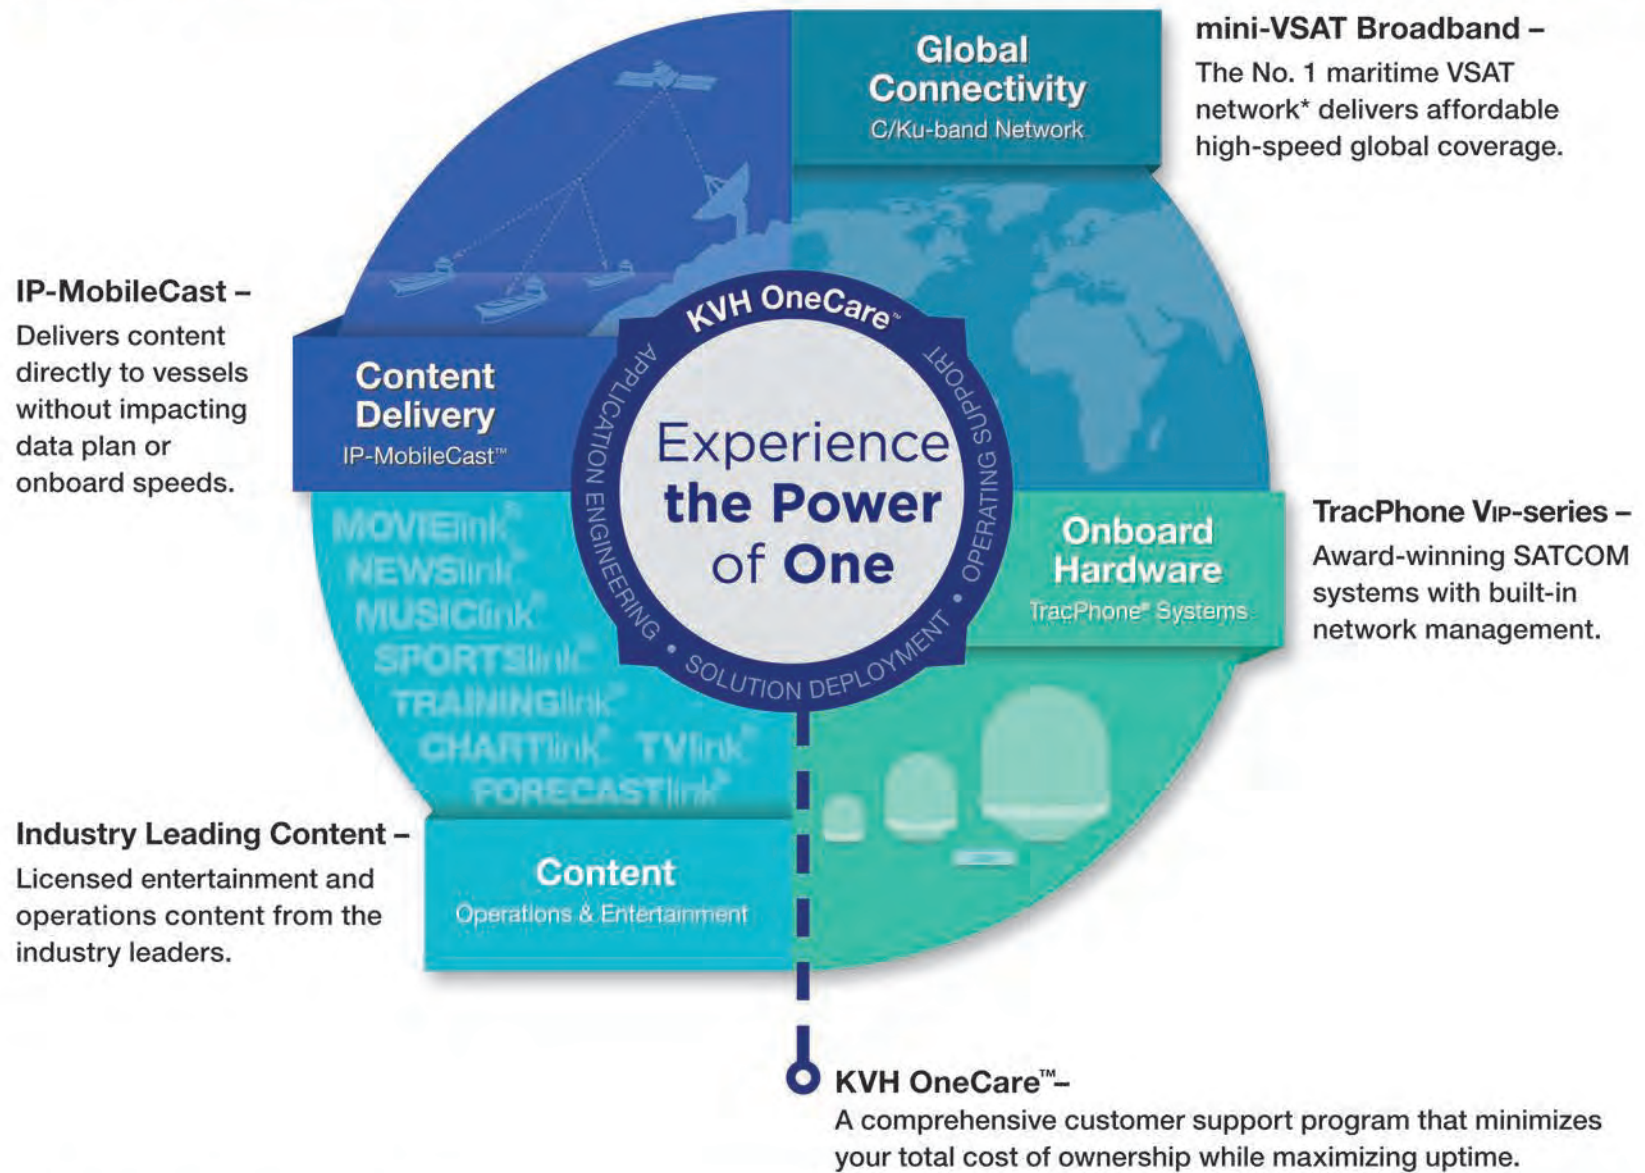 mini-VSAT Broadband –
The No. 1 maritime VSAT
network* delivers affordable
high-speed global coverage.
Global
Connectivity
C/Ku-band Network
IP-MobileCast –
Delivers content
directly to vessels
without impacting
data plan or
onboard speeds.
Content
Delivery
IP-MobileCast™
KVH OneCare™
APPLICATION ENGINEERING • SOLUTION DEPLOYMENT • OPERATING SUPPORT
Experience
the Power
of One
Onboard
Hardware
TracPhone® Systems
TracPhone VIP-series –
Award-winning SATCOM
systems with built-in
network management.
MOVIElink®
NEWSlink®
MUSIClink®
SPORTSlink®
TRAININGlink®
CHARTlink® TVlink®
FORECASTlink®
Industry Leading Content –
Licensed entertainment and
operations content from the
industry leaders.
Content
Operations & Entertainment
KVH OneCare™–
A comprehensive customer support program that minimizes
your total cost of ownership while maximizing uptime.